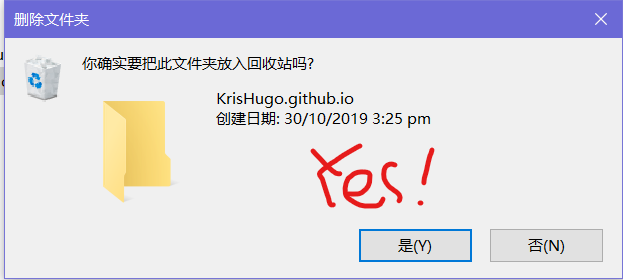 删除文件夹
你确实要把此文件夹放入回收站吗?
KrisHugo.github.io
创建日期: 30/10/2019 3:25 pm
Yes!
是(Y)
否(N)